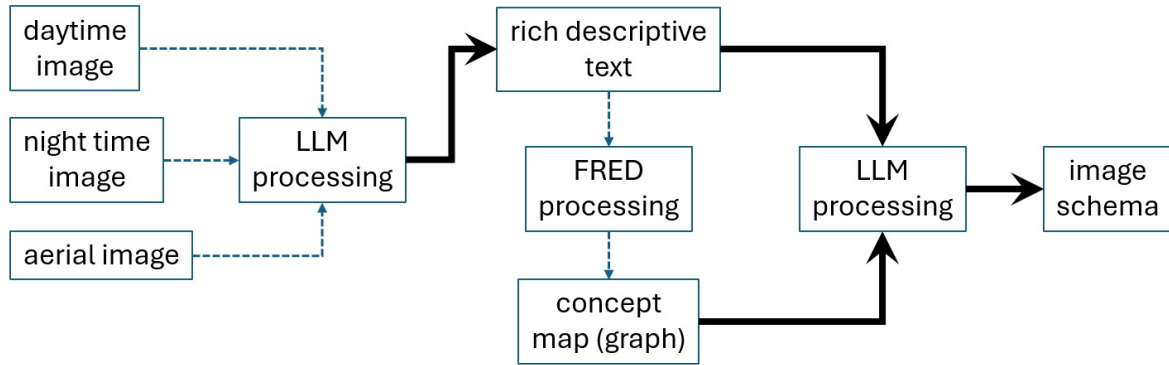 daytime
image
night time
image
aerial image
LLM
processing
rich descriptive
text
FRED
processing
concept
map (graph)
LLM
processing
image
schema